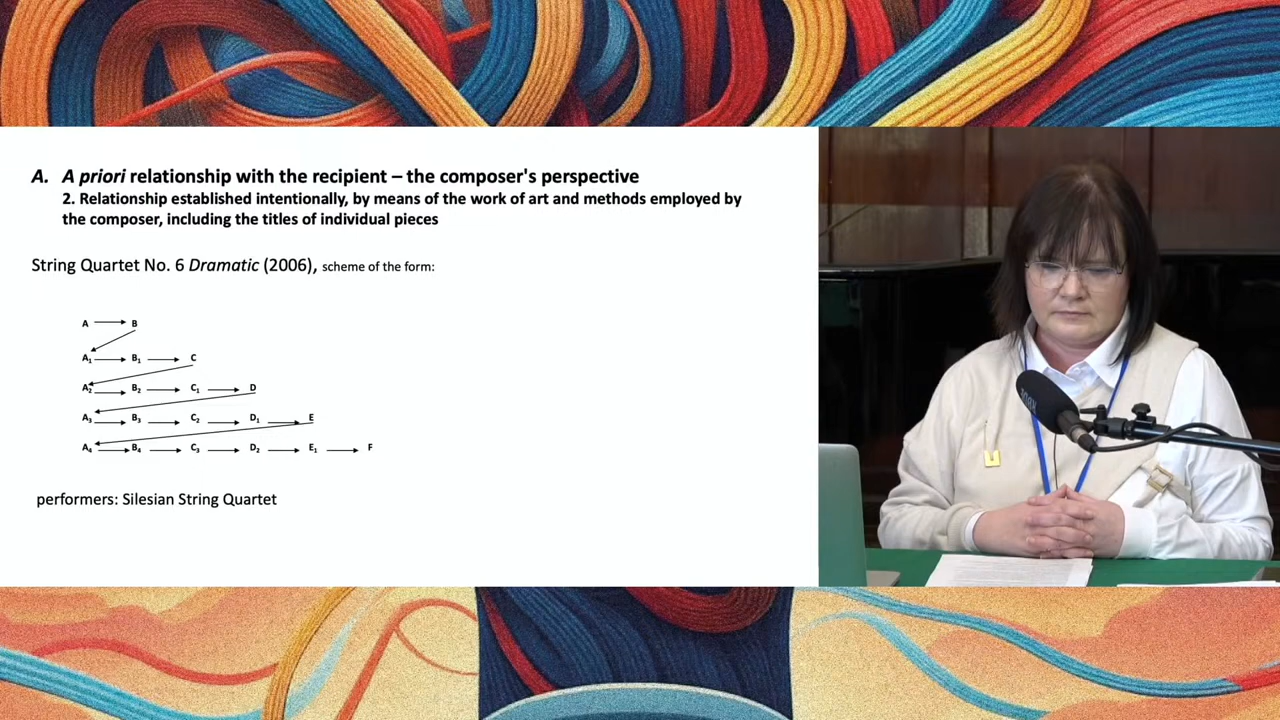 A. A priori relationship with the recipient – the composer's perspective
2. Relationship established intentionally, by means of the work of art and methods employed by
the composer, including the titles of individual pieces
String Quartet No. 6 Dramatic (2006), scheme of the form:
A → B
A₁ → B₁ → C
A₂ → B₂ → C₁ → D
A₃ → B₃ → C₂ → D₁ → E
A₄ → B₄ → C₃ → D₂ → E₁ → F
performers: Silesian String Quartet